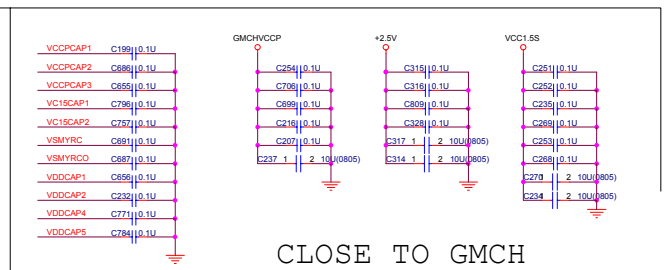 GMCHVCCP
+2.5V
VCC1.5S
VCCPCAP1 C199 0.1U
VCCPCAP2 C686 0.1U
VCCPCAP3 C655 0.1U
VC15CAP1 C796 0.1U
VC15CAP2 C757 0.1U
VSMYRC C691 0.1U
VSMYRCO C687 0.1U
VDDCAP1 C656 0.1U
VDDCAP2 C232 0.1U
VDDCAP4 C771 0.1U
VDDCAP5 C784 0.1U
C254 0.1U
C706 0.1U
C699 0.1U
C216 0.1U
C207 0.1U
C237 1 2 10U(0805)
C315 0.1U
C316 0.1U
C809 0.1U
C328 0.1U
C317 1 2 10U(0805)
C314 1 2 10U(0805)
C251 0.1U
C252 0.1U
C235 0.1U
C269 0.1U
C253 0.1U
C268 0.1U
C270 1 2 10U(0805)
C234 1 2 10U(0805)
CLOSE TO GMCH